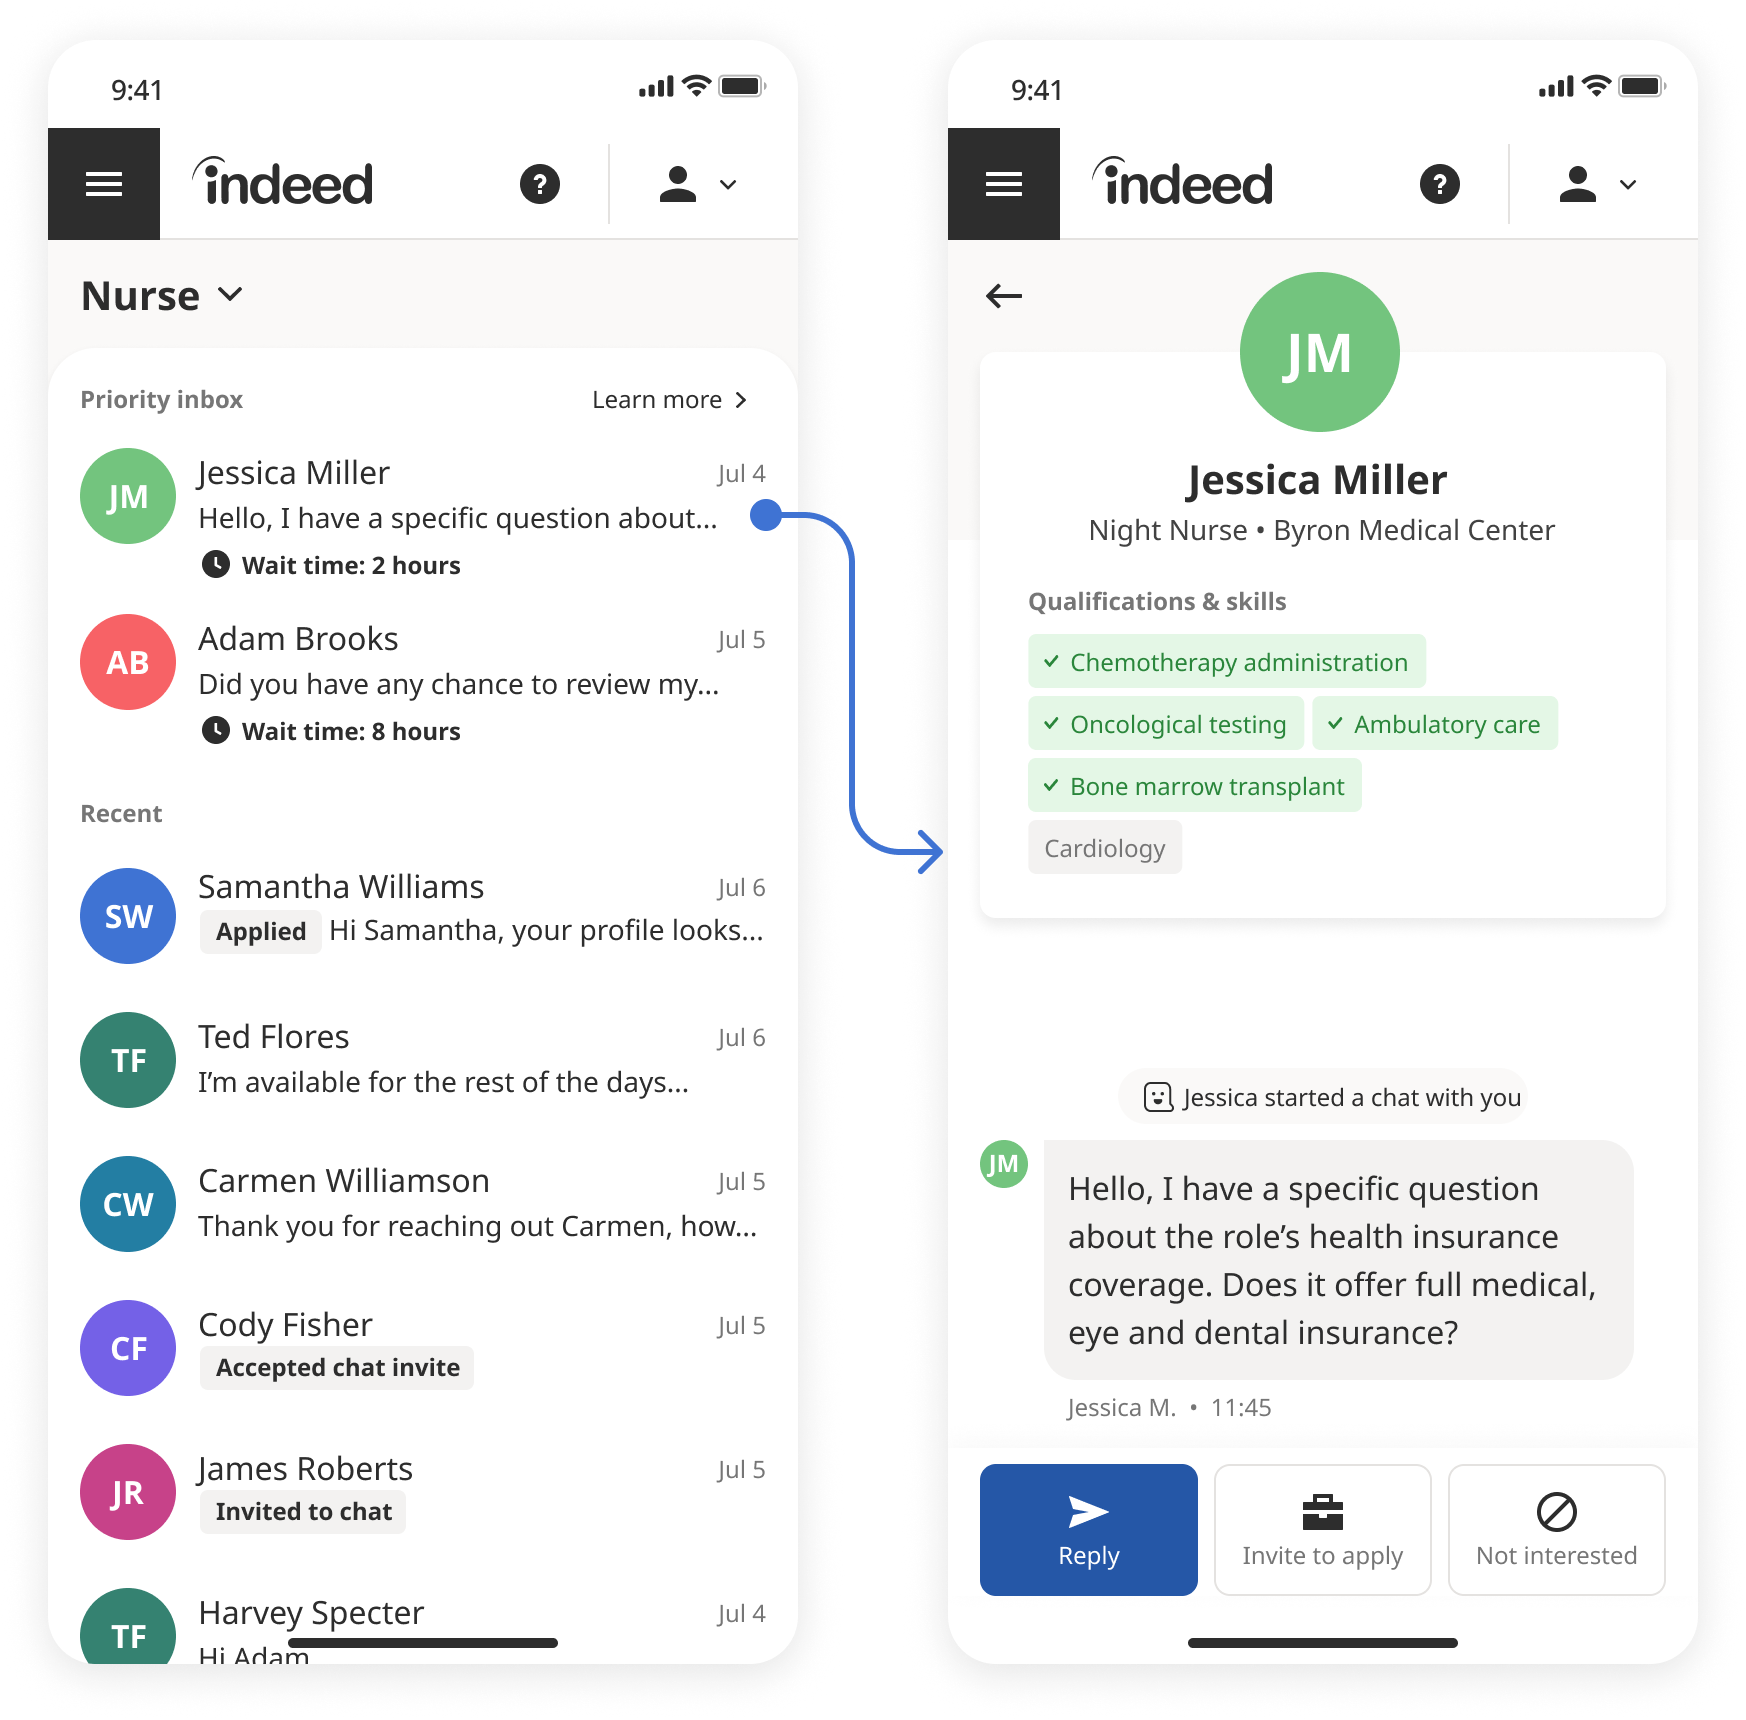 9:41
indeed
?
Nurse
Priority inbox
Learn more
JM
Jessica Miller
Jul 4
Hello, I have a specific question about...
Wait time: 2 hours
AB
Adam Brooks
Jul 5
Did you have any chance to review my...
Wait time: 8 hours
Recent
SW
Samantha Williams
Jul 6
Applied Hi Samantha, your profile looks...
TF
Ted Flores
Jul 6
I’m available for the rest of the days...
CW
Carmen Williamson
Jul 5
Thank you for reaching out Carmen, how...
CF
Cody Fisher
Jul 5
Accepted chat invite
JR
James Roberts
Jul 5
Invited to chat
TF
Harvey Specter
Jul 4
Hi Adam
9:41
indeed
?
JM
Jessica Miller
Night Nurse • Byron Medical Center
Qualifications & skills
Chemotherapy administration
Oncological testing
Ambulatory care
Bone marrow transplant
Cardiology
Jessica started a chat with you
JM
Hello, I have a specific question
about the role’s health insurance
coverage. Does it offer full medical,
eye and dental insurance?
Jessica M. • 11:45
Reply
Invite to apply
Not interested